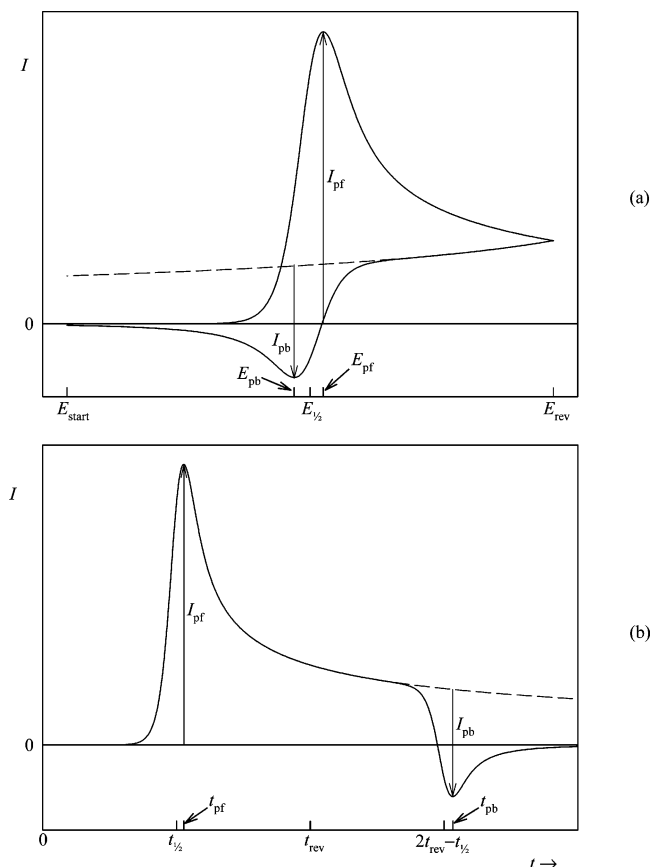 I
(a)
I_pf
0
I_pb
E_pb
E_pf
E_start
E_½
E_rev
I
I_pf
(b)
0
I_pb
t_pf
t_pb
0
t_½
t_rev
2t_rev–t_½
t →